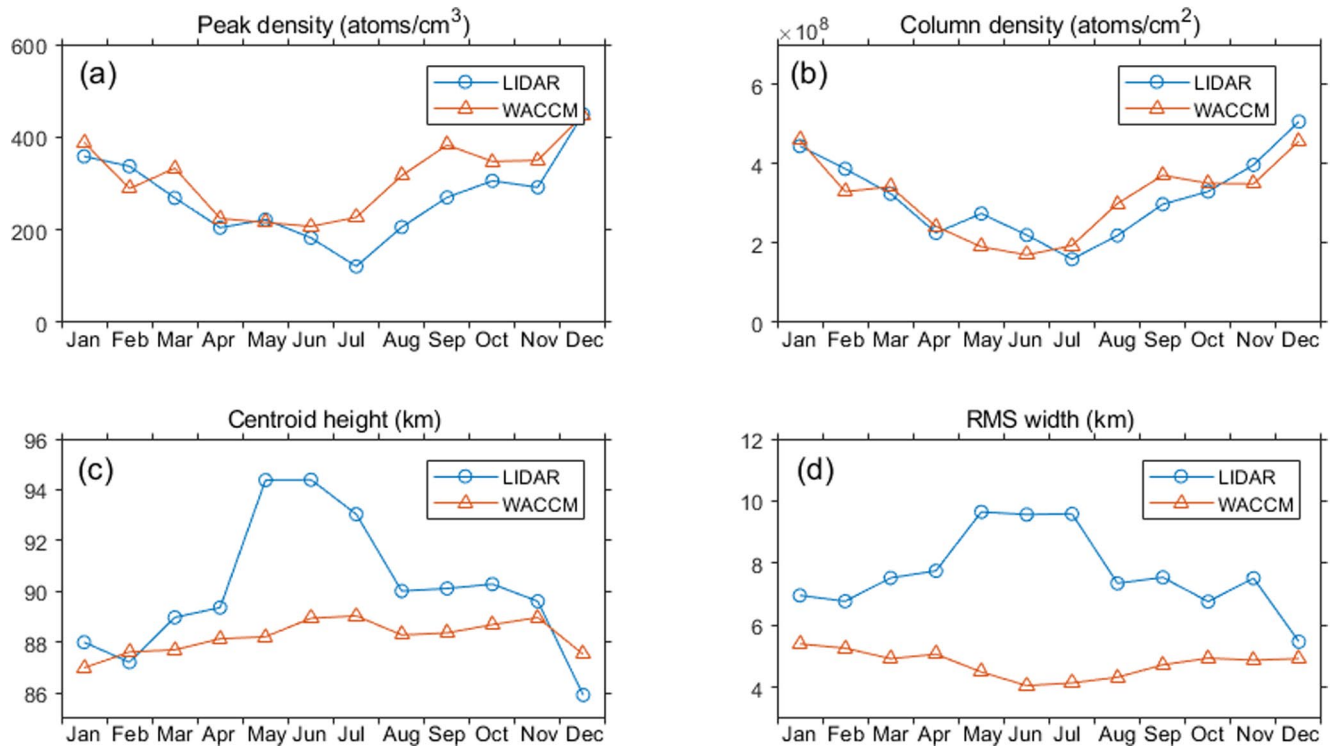 Peak density (atoms/cm³)
(a)
LIDAR
WACCM
600
400
200
0
Jan Feb Mar Apr May Jun Jul Aug Sep Oct Nov Dec
Column density (atoms/cm²)
×10⁸
(b)
LIDAR
WACCM
6
4
2
0
Jan Feb Mar Apr May Jun Jul Aug Sep Oct Nov Dec
Centroid height (km)
(c)
LIDAR
WACCM
96
94
92
90
88
86
Jan Feb Mar Apr May Jun Jul Aug Sep Oct Nov Dec
RMS width (km)
(d)
LIDAR
WACCM
12
10
8
6
4
Jan Feb Mar Apr May Jun Jul Aug Sep Oct Nov Dec